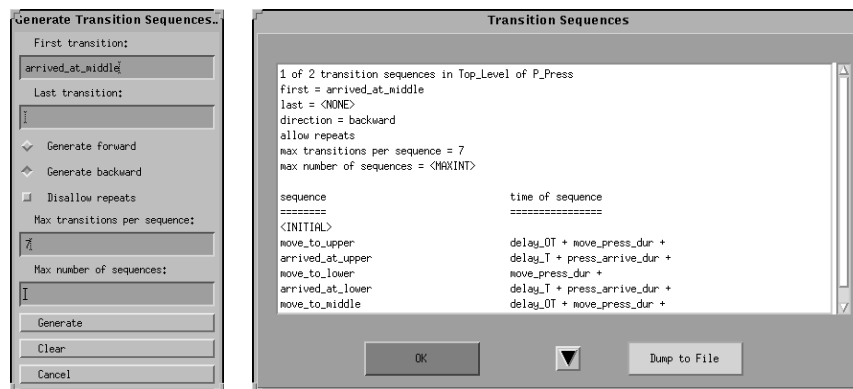 Generate Transition Sequences..
First transition:
arrived_at_middle
Last transition:
Generate forward
Generate backward
Disallow repeats
Max transitions per sequence:
7
Max number of sequences:
Generate
Clear
Cancel
Transition Sequences
1 of 2 transition sequences in Top_Level of P_Press
first = arrived_at_middle
last = <NONE>
direction = backward
allow repeats
max transitions per sequence = 7
max number of sequences = <MAXINT>
sequence time of sequence
======== ================
<INITIAL>
move_to_upper delay_OT + move_press_dur +
arrived_at_upper delay_T + press_arrive_dur +
move_to_lower move_press_dur +
arrived_at_lower delay_T + press_arrive_dur +
move_to_middle delay_OT + move_press_dur +
OK
Dump to File